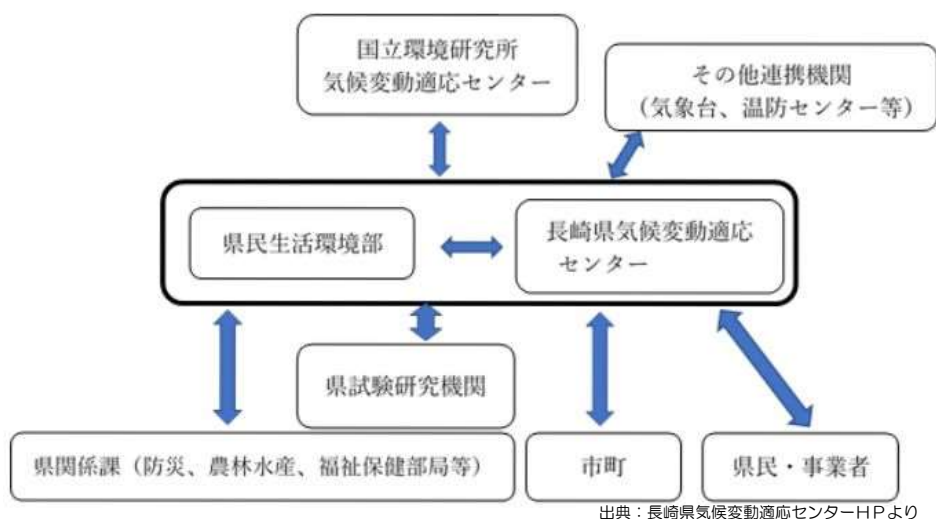 国立環境研究所
気候変動適応センター
その他連携機関
（気象台、温防センター等）
県民生活環境部
長崎県気候変動適応
センター
県試験研究機関
県関係課（防災、農林水産、福祉保健部局等）
市町
県民・事業者
出典：長崎県気候変動適応センターＨＰより